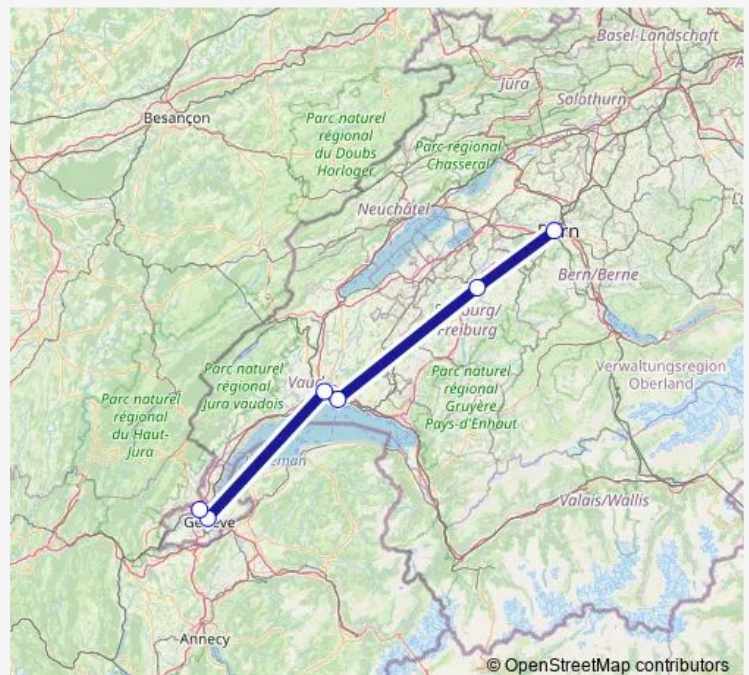 Basel-Landschaft
Jura
Solothurn
Besançon
Parc naturel
régional
du Doubs
Horloger
Parc régional
Chasseral
Neuchâtel
Bern/Berne
Freiburg
Parc naturel
régional
Jura vaudois
Parc naturel
régional
Gruyère
Pays-d'Enhaut
Verwaltungsregion
Oberland
Parc naturel
régional
du Haut-
Jura
Valais/Wallis
Annecy
© OpenStreetMap contributors